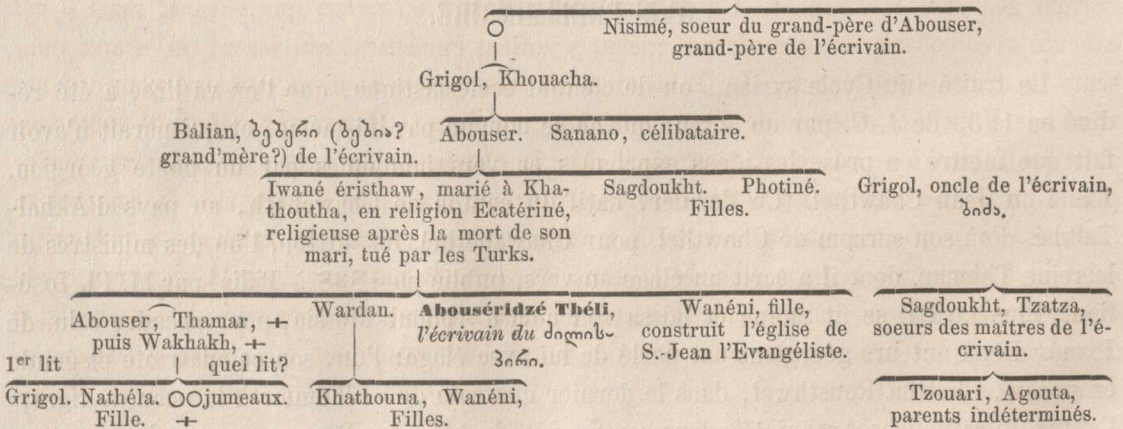 Nisimé, soeur du grand-père d'Abouser,
grand-père de l'écrivain.
Grigol, Khouacha.
Balian, ბებერი (ბებია?
grand'mère?) de l'écrivain.
Abouser. Sanano, célibataire.
Iwané éristhaw, marié à Kha-
thoutha, en religion Ecatériné,
religieuse après la mort de son
mari, tué par les Turks.
Sagdoukht. Photiné.
Filles.
Grigol, oncle de l'écrivain,
ბიძა.
Abouser. Thamar, +
puis Wakhakh, +
1er lit quel lit?
Wardan.
Abouséridzé Théli,
l'écrivain du
Wanéni, fille,
construit l'église de
S.-Jean l'Evangéliste.
Sagdoukht, Tzatza,
soeurs des maîtres de l'é-
crivain.
Grigol. Nathéla. ○○jumeaux.
Fille. +
Khathouna, Wanéni,
Filles.
Tzouari, Agouta,
parents indéterminés.